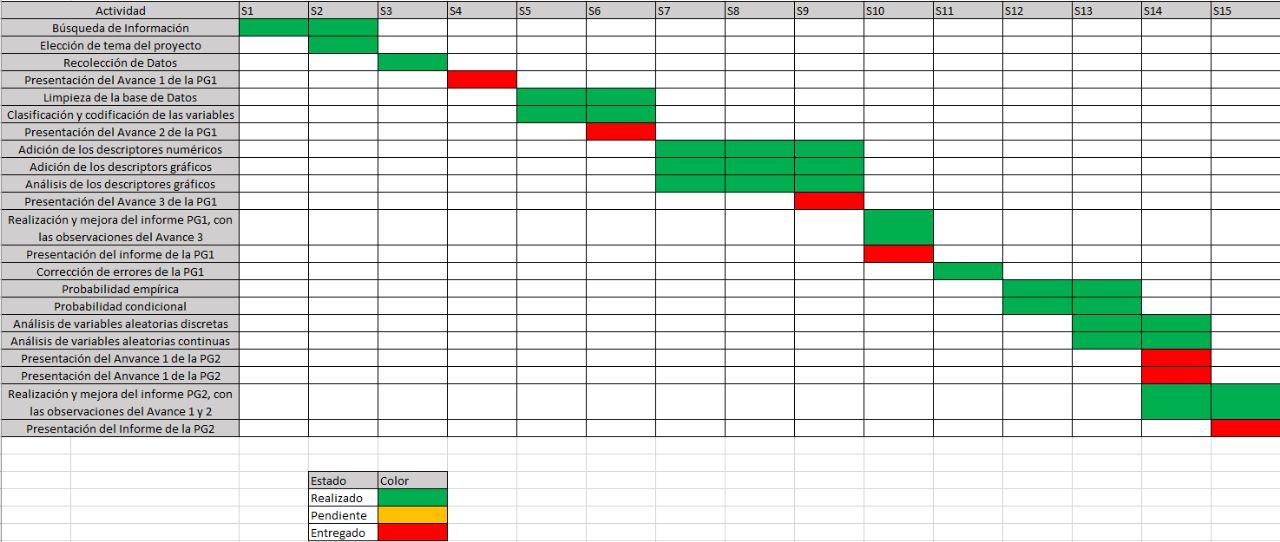 Actividad S1 S2 S3 S4 S5 S6 S7 S8 S9 S10 S11 S12 S13 S14 S15
Búsqueda de Información
Elección de tema del proyecto
Recolección de Datos
Presentación del Avance 1 de la PG1
Limpieza de la base de Datos
Clasificación y codificación de las variables
Presentación del Avance 2 de la PG1
Adición de los descriptores numéricos
Adición de los descriptors gráficos
Análisis de los descriptores gráficos
Presentación del Avance 3 de la PG1
Realización y mejora del informe PG1, con
las observaciones del Avance 3
Presentación del informe de la PG1
Corrección de errores de la PG1
Probabilidad empírica
Probabilidad condicional
Análisis de variables aleatorias discretas
Análisis de variables aleatorias continuas
Presentación del Anvance 1 de la PG2
Presentación del Anvance 1 de la PG2
Realización y mejora del informe PG2, con
las observaciones del Avance 1 y 2
Presentación del Informe de la PG2
Estado Color
Realizado
Pendiente
Entregado